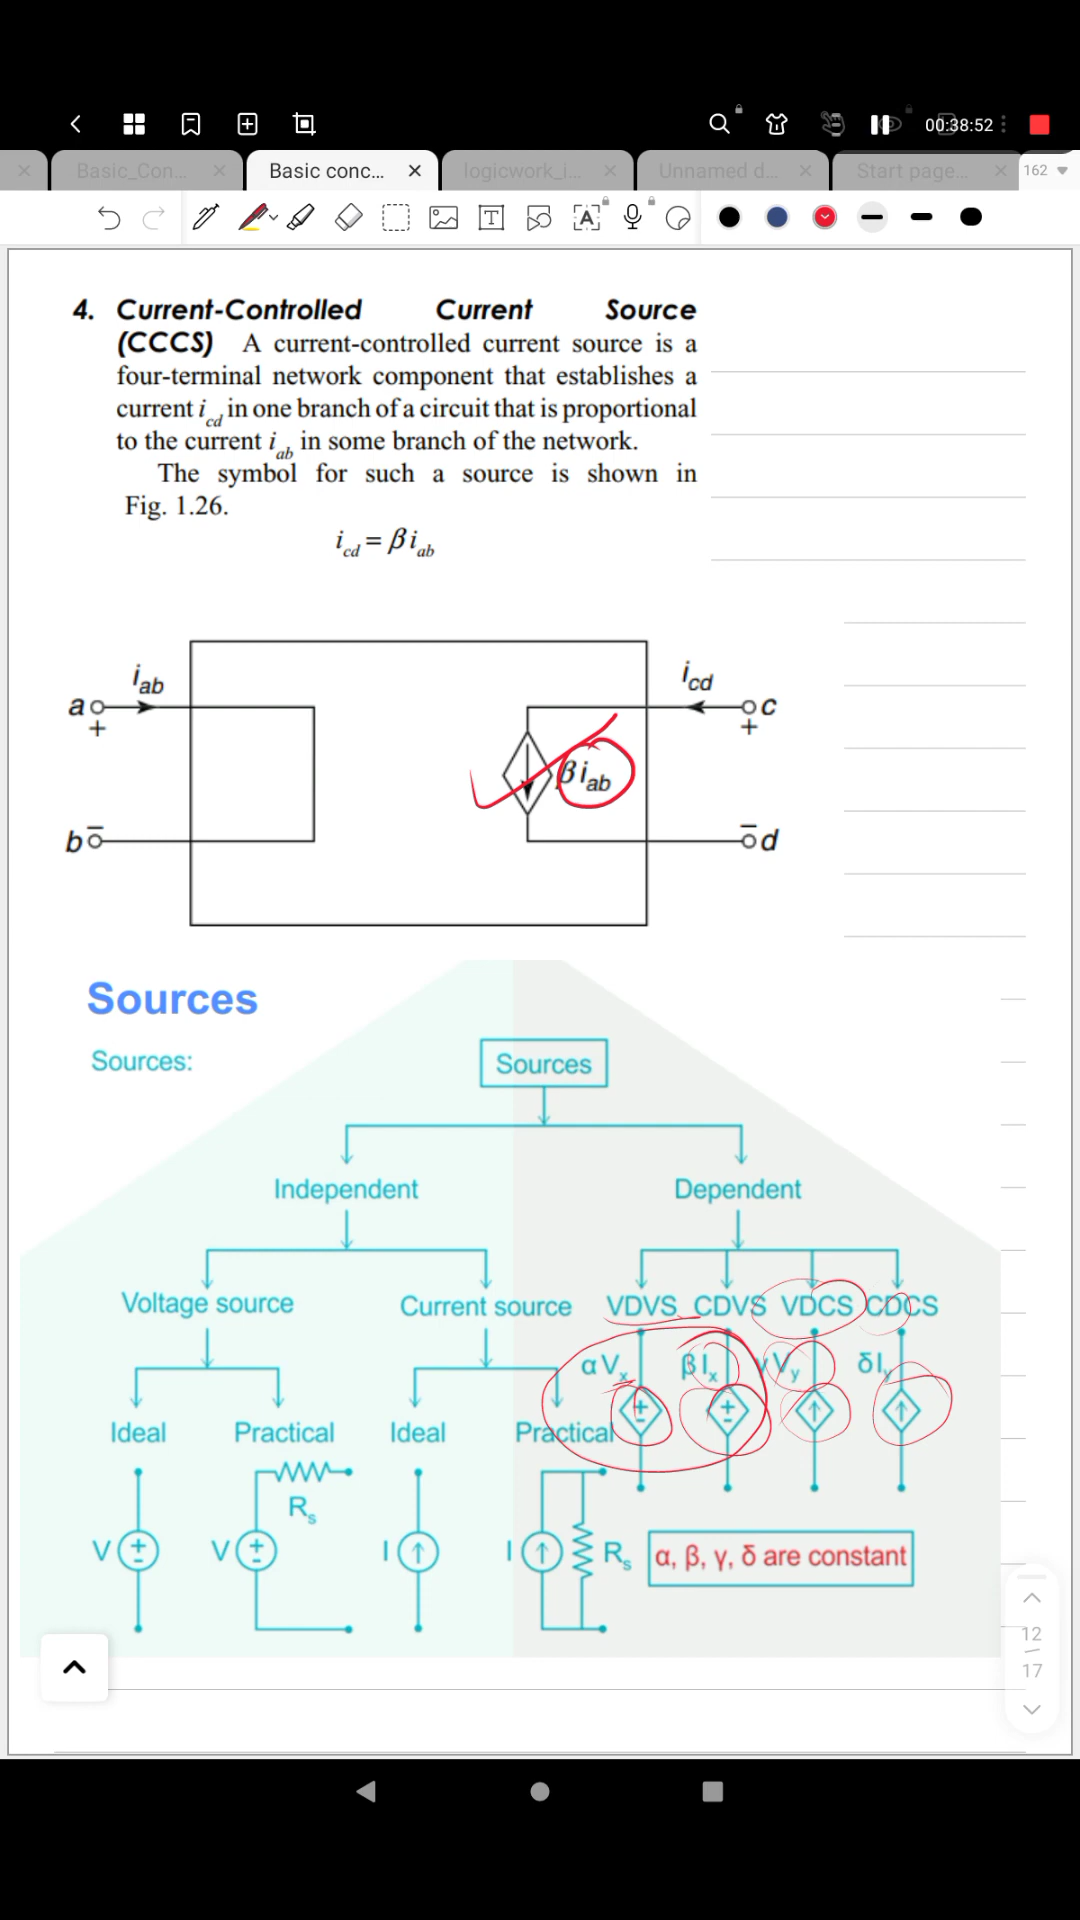 00:38:52
Basic_Con...
Basic conc...
logicwork_i...
Unnamed d...
Start page...
162
4. Current-Controlled Current Source
(CCCS) A current-controlled current source is a
four-terminal network component that establishes a
current i_cd in one branch of a circuit that is proportional
to the current i_ab in some branch of the network.
The symbol for such a source is shown in
Fig. 1.26.
i_cd = β i_ab
i_ab
i_cd
a
+
c
+
β i_ab
b
−
−
d
Sources
Sources:
Sources
Independent
Dependent
Voltage source
Current source
VDVS CDVS VDCS CDCS
αV_x
βI_x
γV_y
δI_y
Ideal
Practical
Ideal
Practical
R_s
V
V
I
I
R_s
α, β, γ, δ are constant
12
17